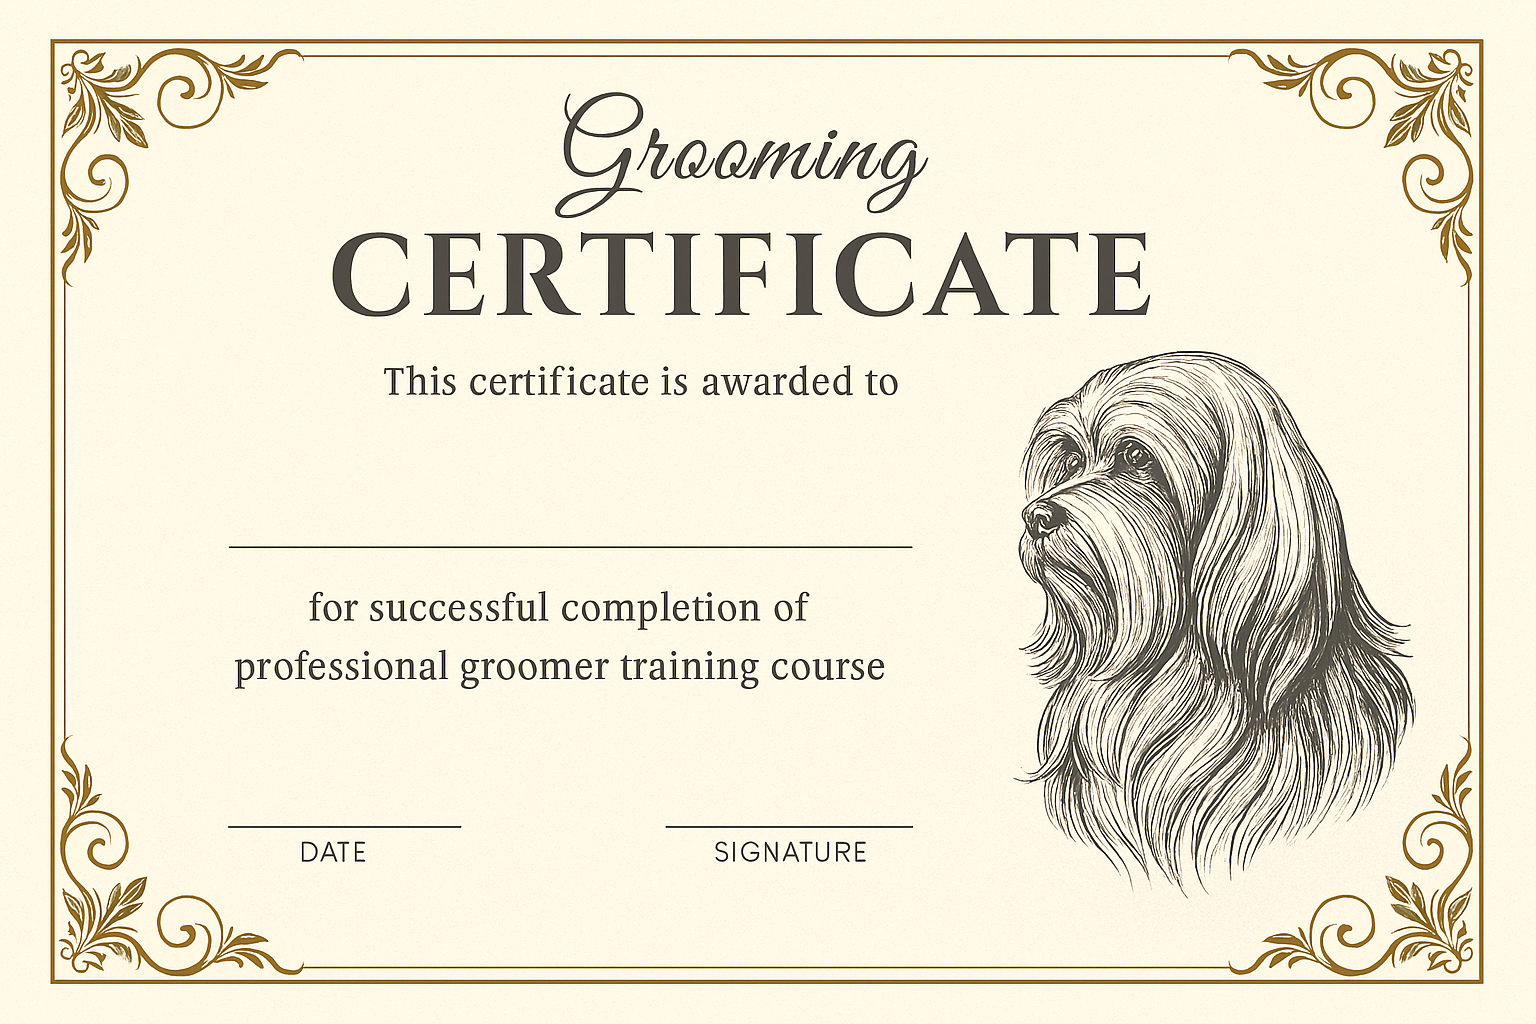 Grooming
CERTIFICATE
This certificate is awarded to
for successful completion of
professional groomer training course
DATE
SIGNATURE